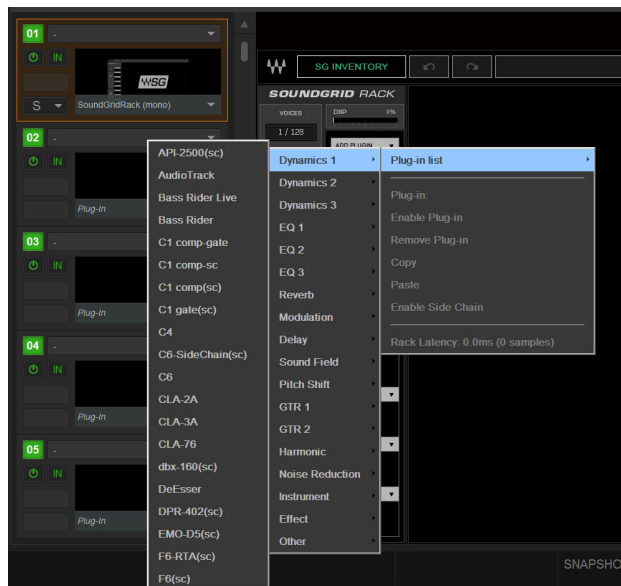 01 -
IN
WSG
S SoundGridRack (mono)
02 -
IN
Plug-In
03 -
IN
Plug-In
04 -
IN
Plug-In
05 -
IN
Plug-In
SG INVENTORY
SOUNDGRID RACK
VOICES DSP 0%
1 / 128
ADD PLUGIN
API-2500(sc)
AudioTrack
Bass Rider Live
Bass Rider
C1 comp-gate
C1 comp-sc
C1 comp(sc)
C1 gate(sc)
C4
C6-SideChain(sc)
C6
CLA-2A
CLA-3A
CLA-76
dbx-160(sc)
DeEsser
DPR-402(sc)
EMO-D5(sc)
F6-RTA(sc)
F6(sc)
Dynamics 1
Dynamics 2
Dynamics 3
EQ 1
EQ 2
EQ 3
Reverb
Modulation
Delay
Sound Field
Pitch Shift
GTR 1
GTR 2
Harmonic
Noise Reduction
Instrument
Effect
Other
Plug-in list
Plug-in:
Enable Plug-in
Remove Plug-in
Copy
Paste
Enable Side Chain
Rack Latency: 0.0ms (0 samples)
SNAPSHO